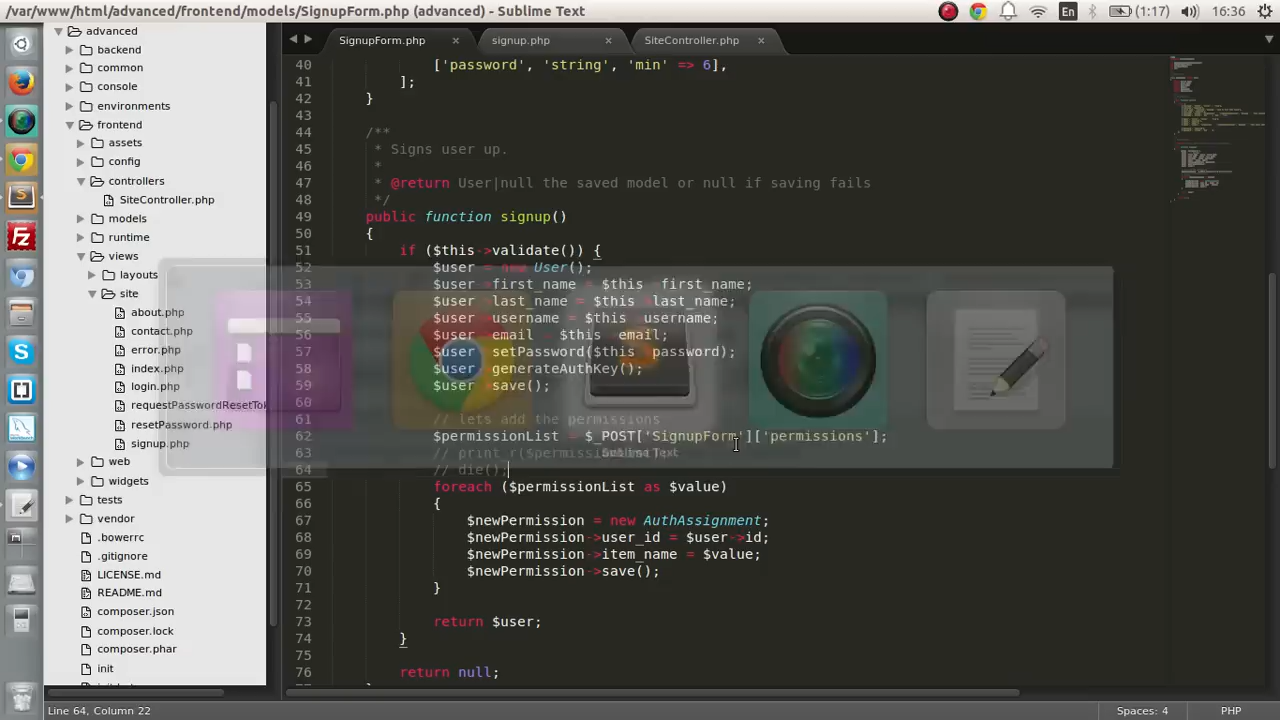 /var/www/html/advanced/frontend/models/SignupForm.php (advanced) - Sublime Text
En
(1:17)
16:36
advanced
backend
common
console
environments
frontend
assets
config
controllers
SiteController.php
models
runtime
views
layouts
site
about.php
contact.php
error.php
index.php
login.php
requestPasswordResetTok
resetPassword.php
signup.php
web
widgets
tests
vendor
.bowerrc
.gitignore
LICENSE.md
README.md
composer.json
composer.lock
composer.phar
init
SignupForm.php
signup.php
SiteController.php
40 ['password', 'string', 'min' => 6],
41 ];
42 }
43
44 /**
45 * Signs user up.
46 *
47 * @return User|null the saved model or null if saving fails
48 */
49 public function signup()
50 {
51 if ($this->validate()) {
52 $user = new User();
53 $user first_name = $this first_name;
54 $user last_name = $this last_name;
55 $user username = $this username;
56 $user email = $this email;
57 $user setPassword($this password);
58 $user generateAuthKey();
59 $user save();
60
61 // lets add the permissions
62 $permissionList = $_POST['SignupForm']['permissions'];
63 // print_r($permissi
Sublime Text
64 // die();
65 foreach ($permissionList as $value)
66 {
67 $newPermission = new AuthAssignment;
68 $newPermission->user_id = $user->id;
69 $newPermission->item_name = $value;
70 $newPermission->save();
71 }
72
73 return $user;
74 }
75
76 return null;
Line 64, Column 22
Spaces: 4
PHP